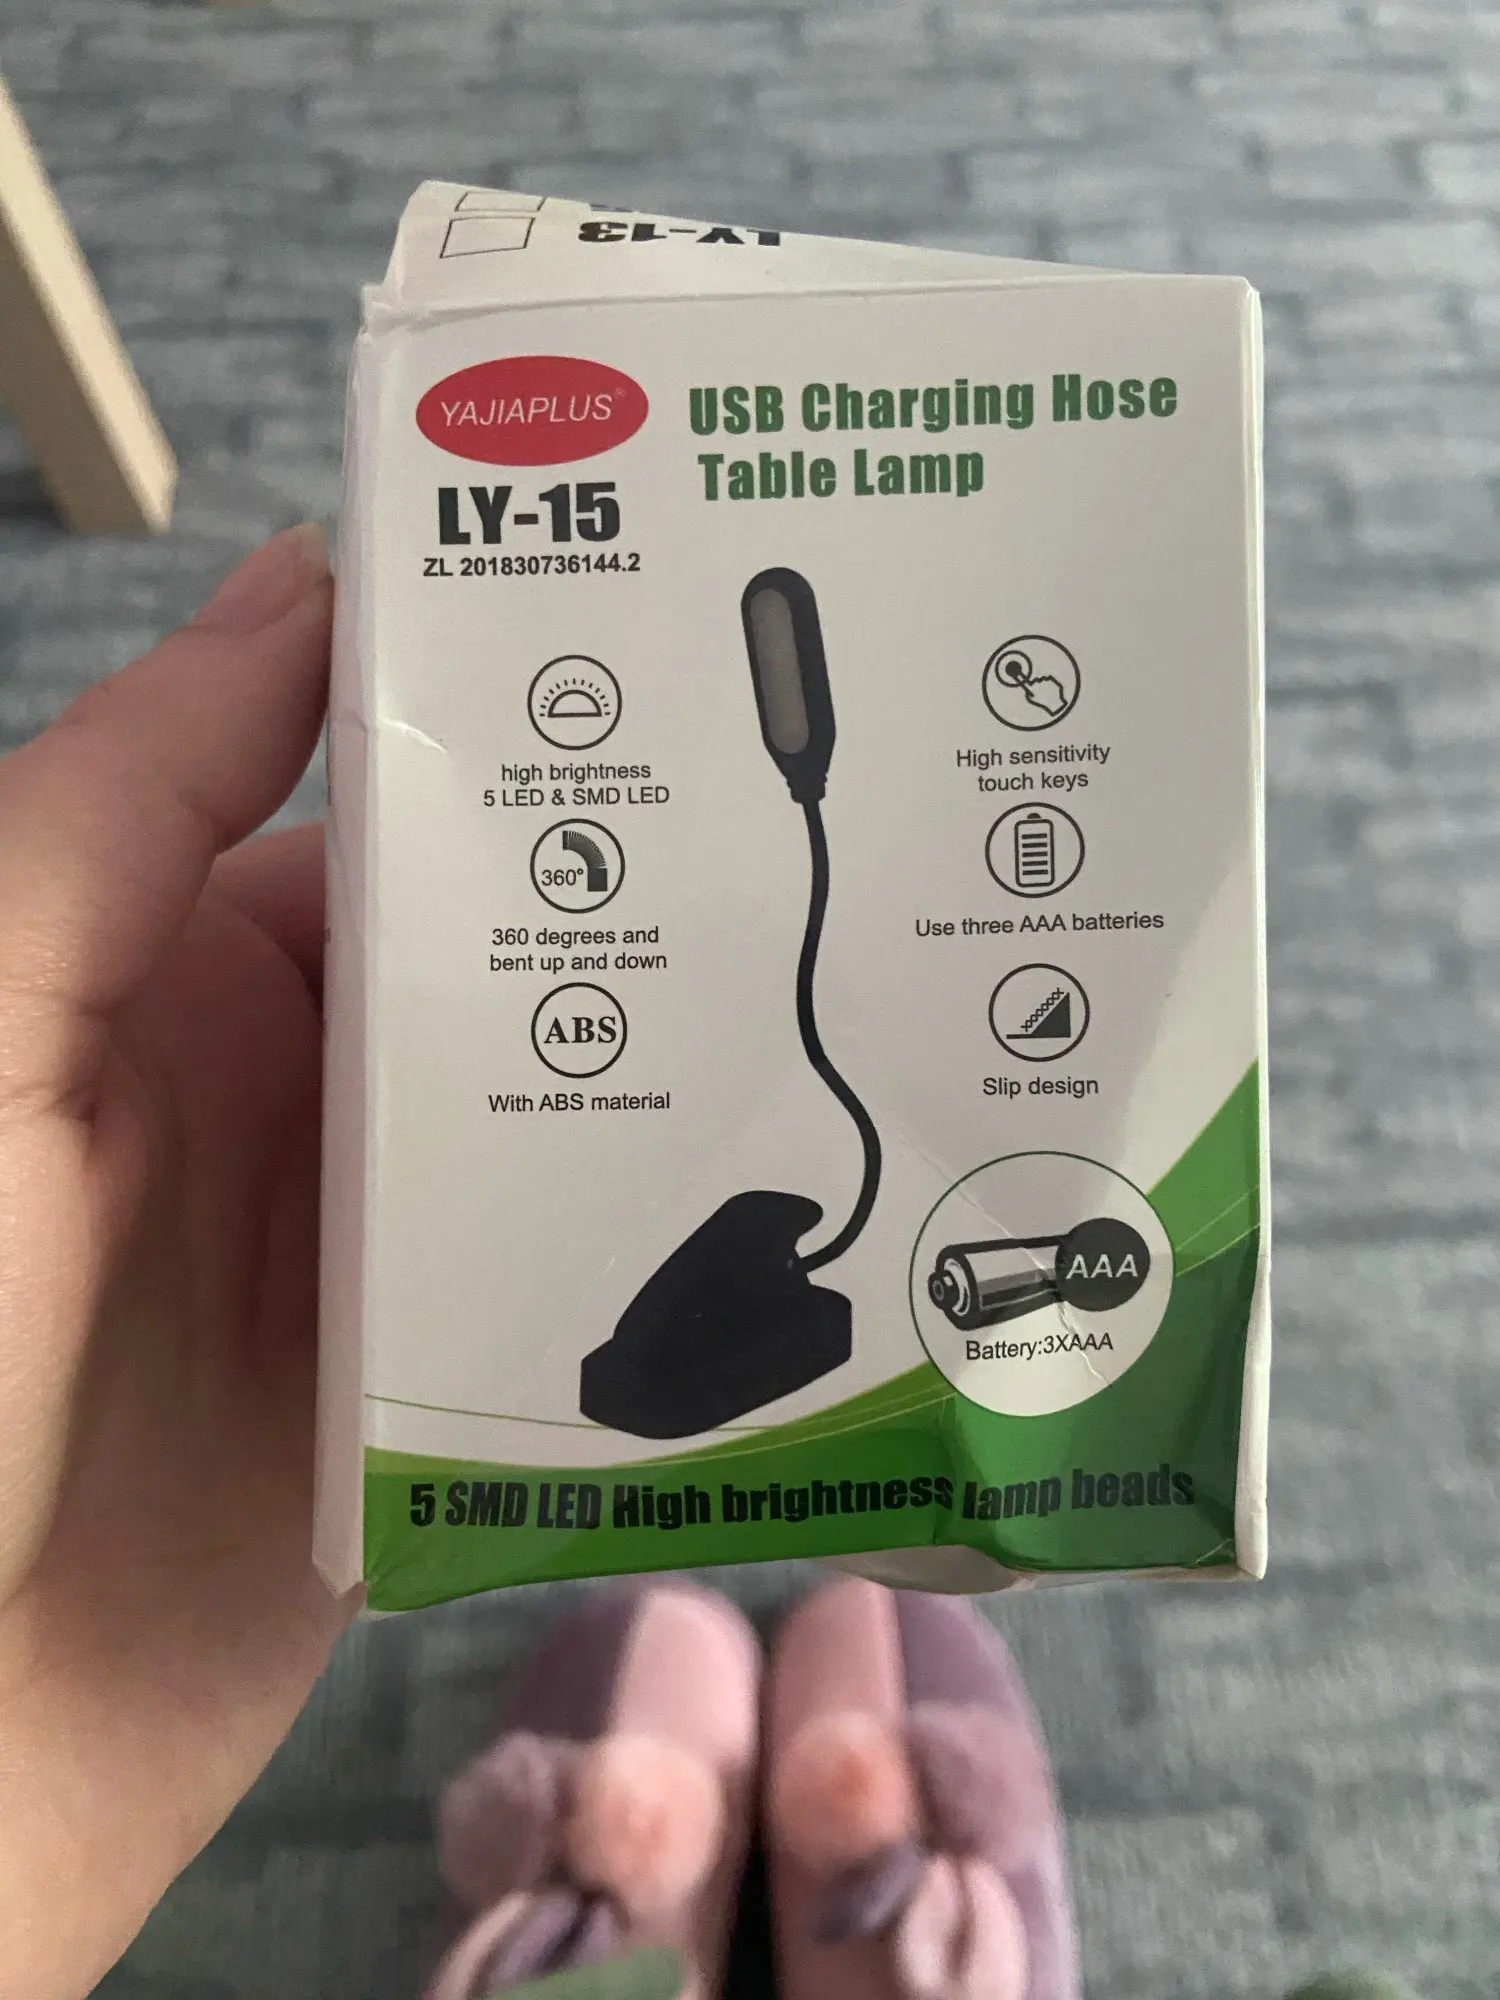 LY-13
YAJIAPLUS®
LY-15
ZL 201830736144.2
USB Charging Hose
Table Lamp
high brightness
5 LED & SMD LED
360°
360 degrees and
bent up and down
ABS
With ABS material
High sensitivity
touch keys
Use three AAA batteries
Slip design
AAA
Battery:3XAAA
5 SMD LED High brightness lamp beads